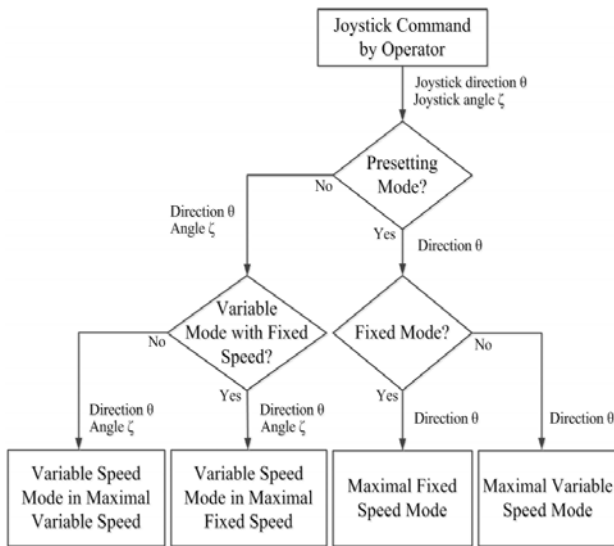 Joystick Command
by Operator
Joystick direction θ
Joystick angle ζ
Presetting
Mode?
No
Yes
Direction θ
Angle ζ
Direction θ
Variable
Mode with Fixed
Speed?
Fixed Mode?
No
Yes
Yes
No
Direction θ
Angle ζ
Direction θ
Angle ζ
Direction θ
Direction θ
Variable Speed
Mode in Maximal
Variable Speed
Variable Speed
Mode in Maximal
Fixed Speed
Maximal Fixed
Speed Mode
Maximal Variable
Speed Mode